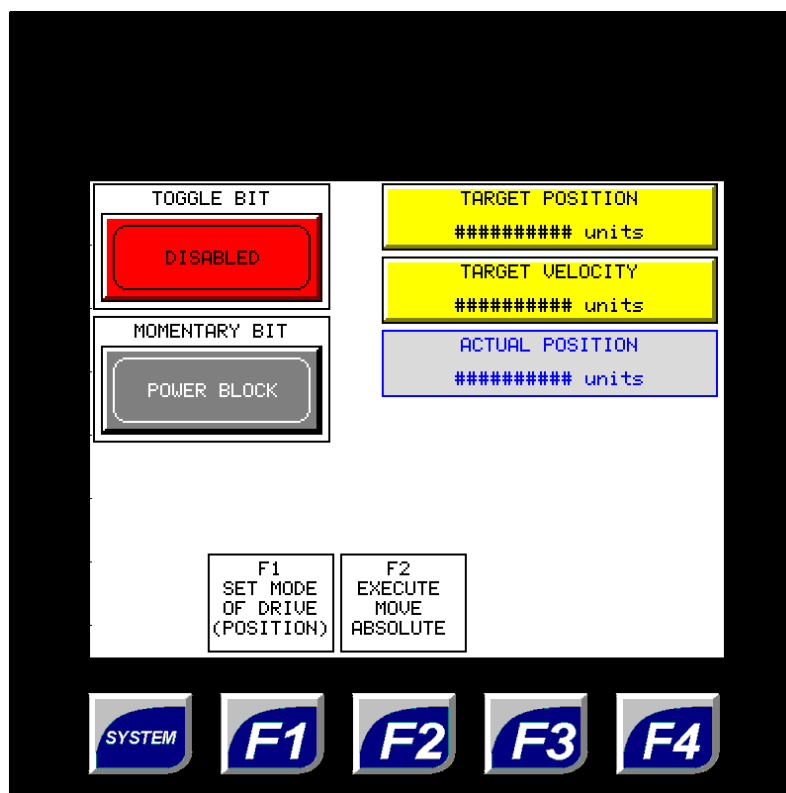 TOGGLE BIT
DISABLED
MOMENTARY BIT
POWER BLOCK
TARGET POSITION
########## units
TARGET VELOCITY
########## units
ACTUAL POSITION
########## units
F1
SET MODE
OF DRIVE
(POSITION)
F2
EXECUTE
MOVE
ABSOLUTE
SYSTEM
F1
F2
F3
F4